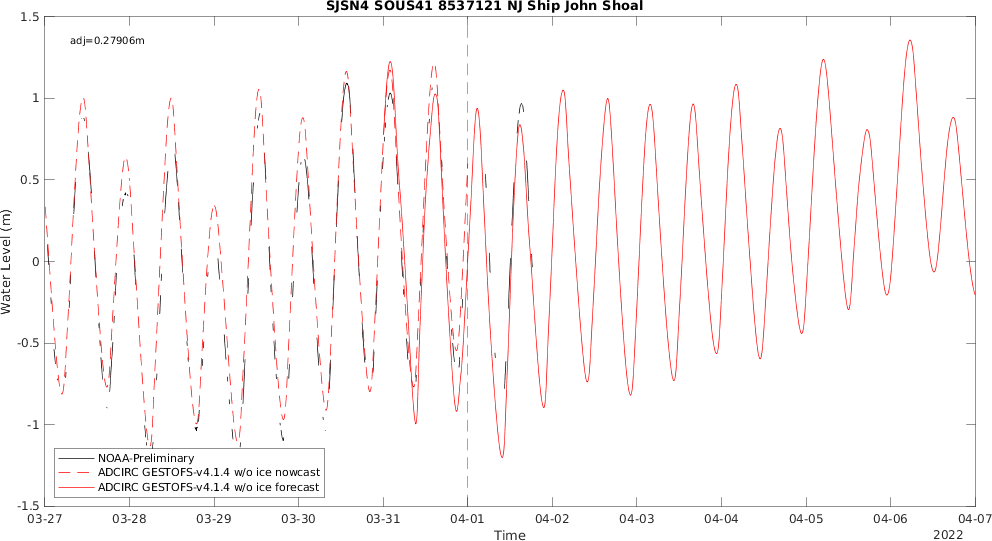 SJSN4 SOUS41 8537121 NJ Ship John Shoal
adj=0.27906m
1.5
1
0.5
0
-0.5
-1
-1.5
Water Level (m)
NOAA-Preliminary
ADCIRC GESTOFS-v4.1.4 w/o ice nowcast
ADCIRC GESTOFS-v4.1.4 w/o ice forecast
03-27 03-28 03-29 03-30 03-31 04-01 04-02 04-03 04-04 04-05 04-06 04-07
Time
2022